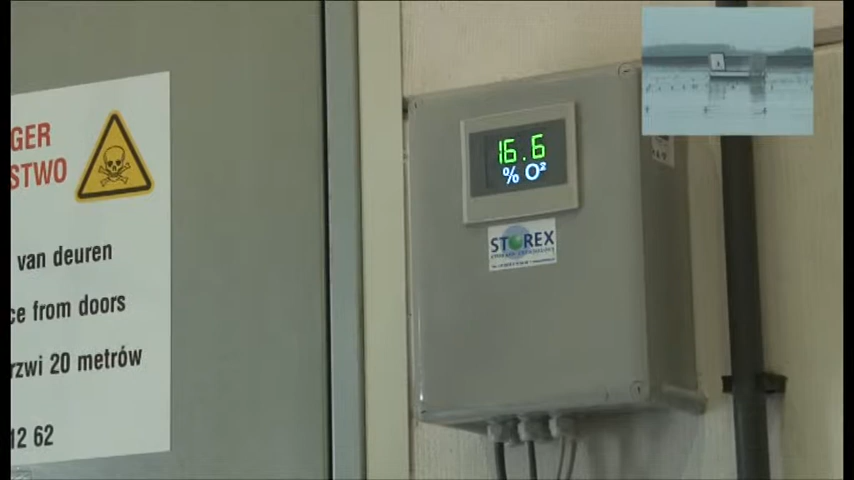 GER
STWO
van deuren
ce from doors
rzwi 20 metrów
12 62
16.6
% O²
STOREX